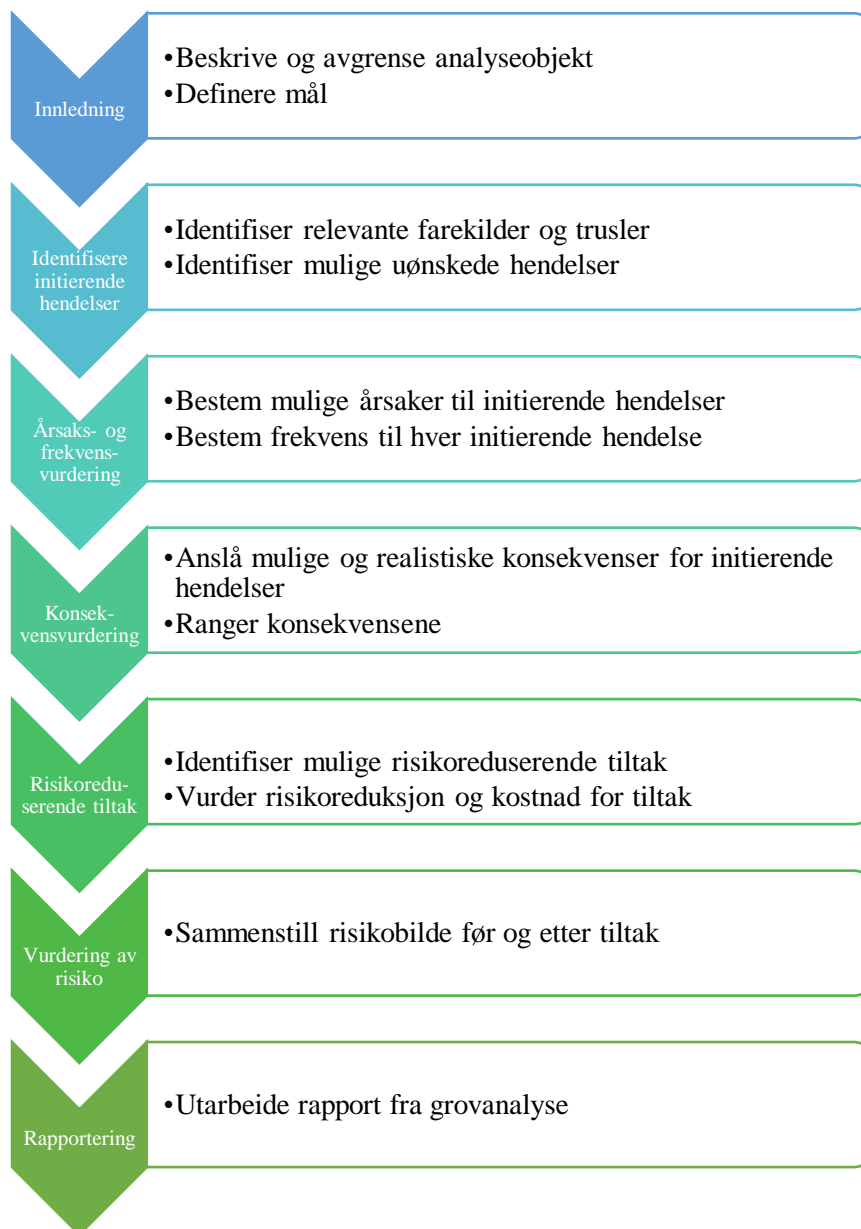 Innledning
•Beskrive og avgrense analyseobjekt
•Definere mål
Identifisere
initierende
hendelser
•Identifiser relevante farekilder og trusler
•Identifiser mulige uønskede hendelser
Årsaks- og
frekvens-
vurdering
•Bestem mulige årsaker til initierende hendelser
•Bestem frekvens til hver initierende hendelse
Konsek-
vensvurdering
•Anslå mulige og realistiske konsekvenser for initierende
hendelser
•Ranger konsekvensene
Risikoredu-
serende tiltak
•Identifiser mulige risikoreduserende tiltak
•Vurder risikoreduksjon og kostnad for tiltak
Vurdering av
risiko
•Sammenstill risikobilde før og etter tiltak
Rapportering
•Utarbeide rapport fra grovanalyse